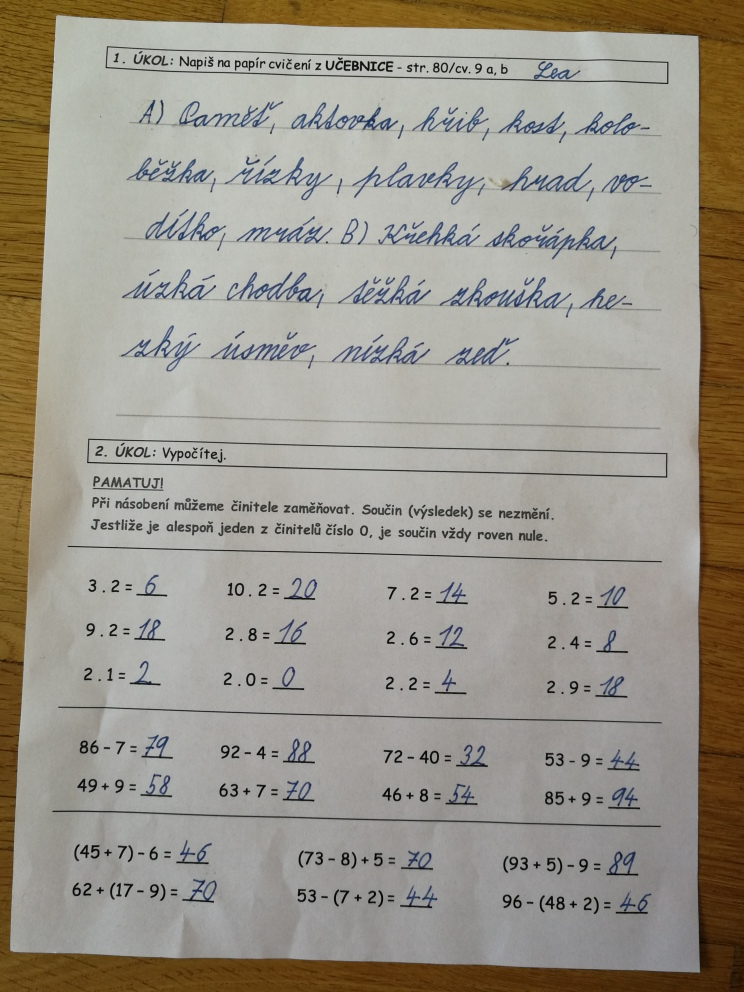 1. ÚKOL: Napiš na papír cvičení z UČEBNICE - str. 80/cv. 9 a, b Lea
A) Paměť, aktovka, hřib, kost, kolo-
běžka, řízky, plavky, hrad, vo-
dítko, mráz. B) Křehká skořápka,
úzká chodba, těžká zkouška, he-
zký úsměv, nízká zeď.
2. ÚKOL: Vypočítej.
PAMATUJ!
Při násobení můžeme činitele zaměňovat. Součin (výsledek) se nezmění.
Jestliže je alespoň jeden z činitelů číslo 0, je součin vždy roven nule.
3 . 2 = 6 10 . 2 = 20 7 . 2 = 14 5 . 2 = 10
9 . 2 = 18 2 . 8 = 16 2 . 6 = 12 2 . 4 = 8
2 . 1 = 2 2 . 0 = 0 2 . 2 = 4 2 . 9 = 18
86 - 7 = 79 92 - 4 = 88 72 - 40 = 32 53 - 9 = 44
49 + 9 = 58 63 + 7 = 70 46 + 8 = 54 85 + 9 = 94
(45 + 7) - 6 = 46 (73 - 8) + 5 = 70 (93 + 5) - 9 = 89
62 + (17 - 9) = 70 53 - (7 + 2) = 44 96 - (48 + 2) = 46